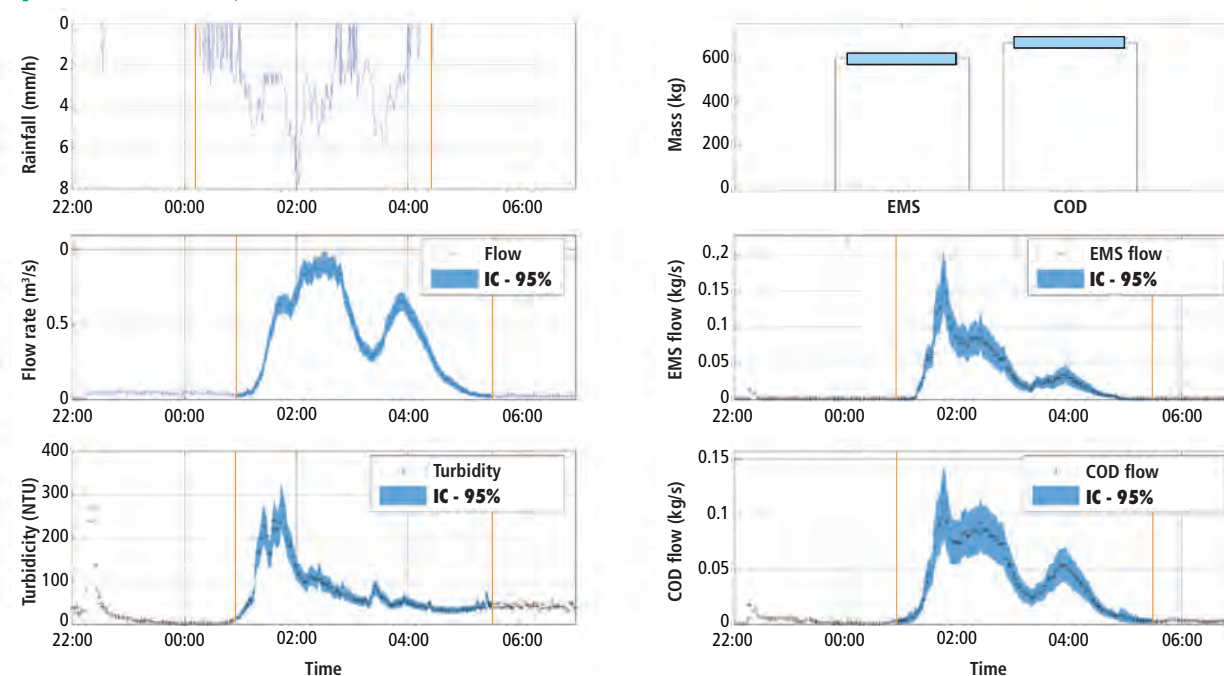 Rainfall (mm/h)
0
2
4
6
8
22:00 00:00 02:00 04:00 06:00
Mass (kg)
600
400
200
0
EMS COD
Flow rate (m³/s)
0
0.5
0
22:00 00:00 02:00 04:00 06:00
Flow
IC - 95%
EMS flow (kg/s)
0,2
0.15
0.1
0.05
0
22:00 00:00 02:00 04:00 06:00
EMS flow
IC - 95%
Turbidicity (NTU)
400
300
200
100
0
22:00 00:00 02:00 04:00 06:00
Time
Turbidity
IC - 95%
COD flow (kg/s)
0.15
0.1
0.05
0
22:00 00:00 02:00 04:00 06:00
Time
COD flow
IC - 95%